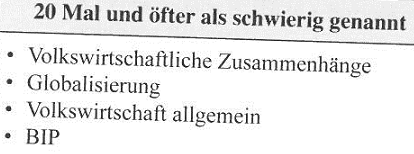 20 Mal und öfter als schwierig genannt
• Volkswirtschaftliche Zusammenhänge
• Globalisierung
• Volkswirtschaft allgemein
• BIP